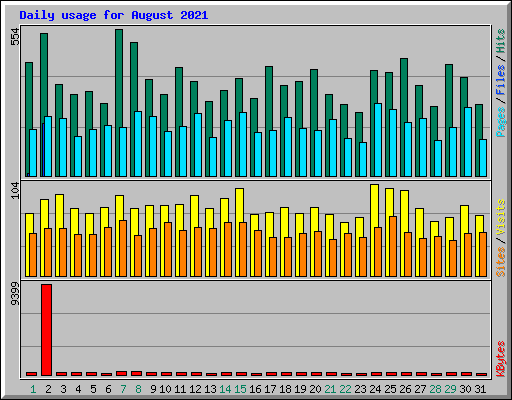 Daily usage for August 2021
554
Pages / Files / Hits
104
Sites / Visits
9399
KBytes
1 2 3 4 5 6 7 8 9 10 11 12 13 14 15 16 17 18 19 20 21 22 23 24 25 26 27 28 29 30 31